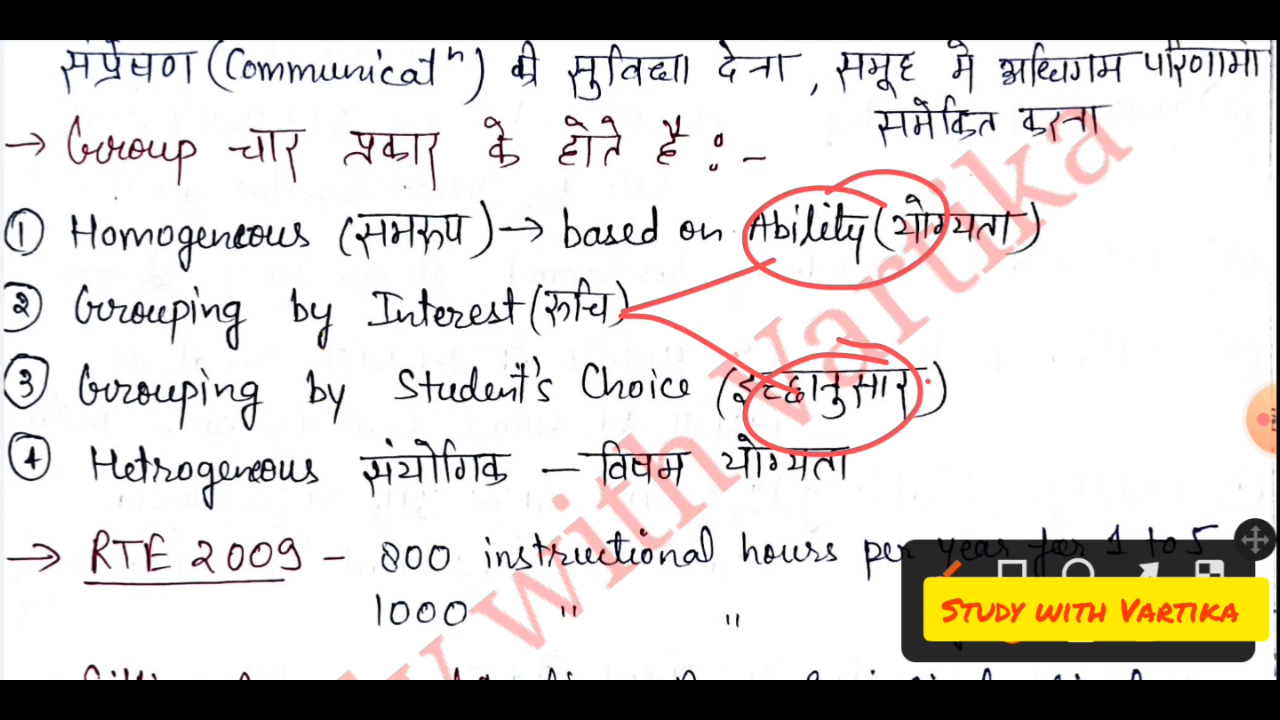 संप्रेषण (Communicatⁿ) की सुविधा देना, समूह मे अधिगम परिणामो
समेकित करना
→ Group चार प्रकार के होते है :-
① Homogeneous (समरूप) → based on Ability (योग्यता)
② Grouping by Interest (रूचि)
③ Grouping by Student's Choice (इच्छानुसार)
④ Hetrogeneous संयोगिक – विषम योग्यता
→ RTE 2009 - 800 instructional hours per year for 1 to 5
1000 " "
STUDY WITH VARTIKA
with Vartika